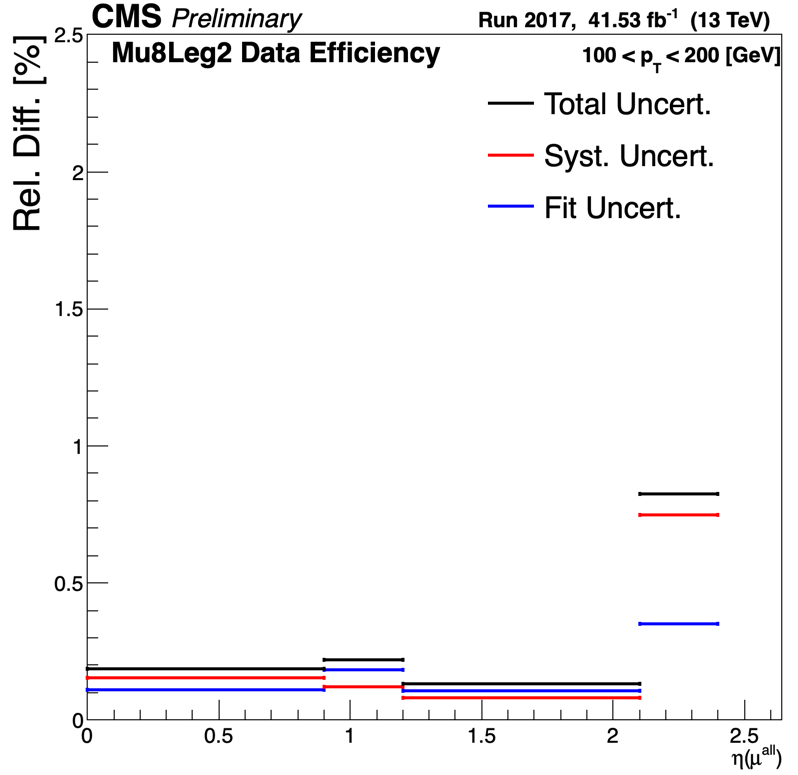 CMS Preliminary
Run 2017, 41.53 fb⁻¹ (13 TeV)
Mu8Leg2 Data Efficiency
100 < p_T < 200 [GeV]
Total Uncert.
Syst. Uncert.
Fit Uncert.
Rel. Diff. [%]
2.5
2
1.5
1
0.5
0
0
0.5
1
1.5
2
2.5
η(μ^all)